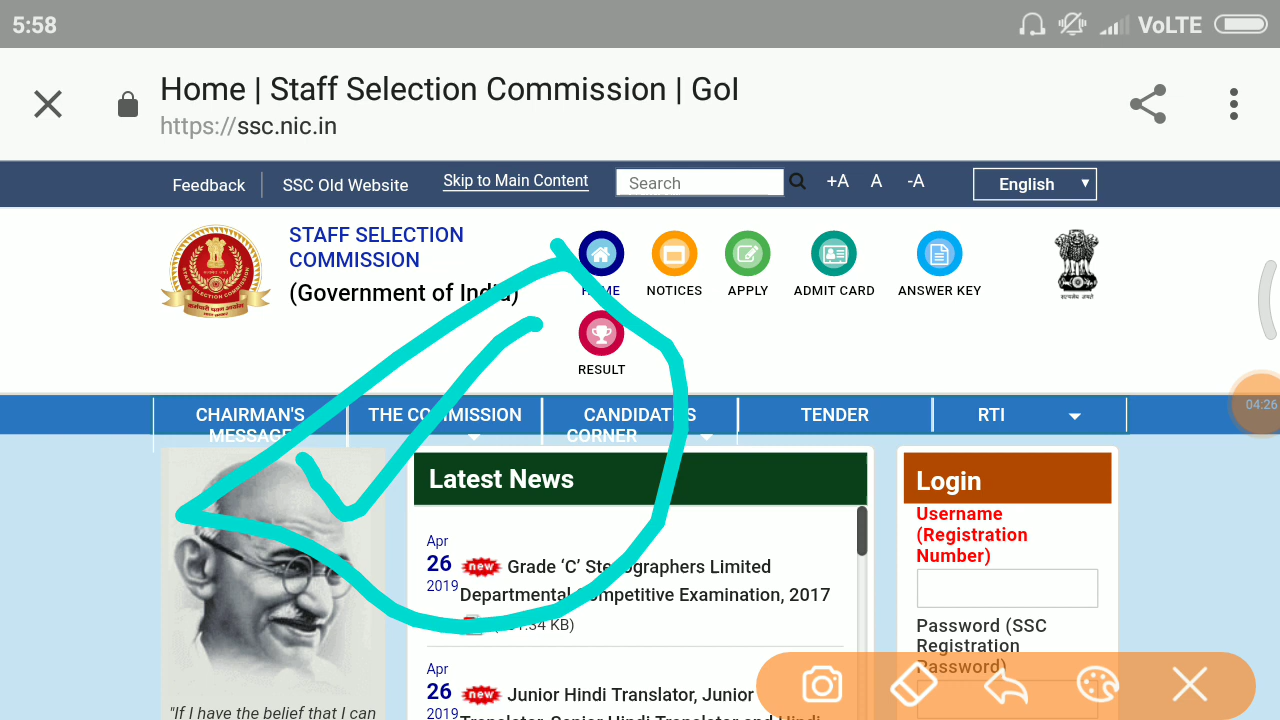 5:58
VoLTE
Home | Staff Selection Commission | GoI
https://ssc.nic.in
Feedback
SSC Old Website
Skip to Main Content
Search
+A A -A
English
STAFF SELECTION
COMMISSION
(Government of India)
HOME
NOTICES
APPLY
ADMIT CARD
ANSWER KEY
RESULT
CHAIRMAN'S
MESSAGE
THE COMMISSION
CANDIDATES
CORNER
TENDER
RTI
04:26
Latest News
Apr
26
2019
new
Grade ‘C’ Stenographers Limited
Departmental Competitive Examination, 2017
KB)
Apr
26
2019
new
Junior Hindi Translator, Junior
Login
Username
(Registration
Number)
Password (SSC
Registration
Password)
"If I have the belief that I can